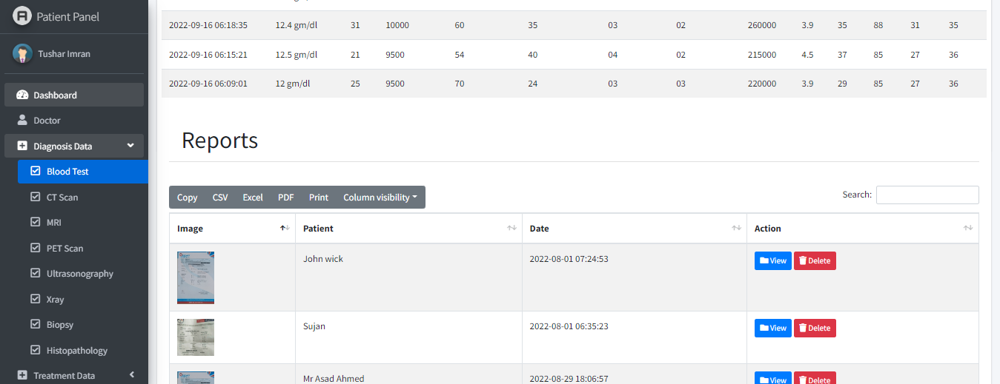 Patient Panel
Tushar Imran
Dashboard
Doctor
Diagnosis Data
Blood Test
CT Scan
MRI
PET Scan
Ultrasonography
Xray
Biopsy
Histopathology
Treatment Data
2022-09-16 06:18:35 12.4 gm/dl 31 10000 60 35 03 02 260000 3.9 35 88 31 35
2022-09-16 06:15:21 12.5 gm/dl 21 9500 54 40 04 02 215000 4.5 37 85 27 36
2022-09-16 06:09:01 12 gm/dl 25 9500 70 24 03 03 220000 3.9 29 85 27 36
Reports
Copy CSV Excel PDF Print Column visibility Search:
Image Patient Date Action
John wick 2022-08-01 07:24:53 View Delete
Sujan 2022-08-01 06:35:23 View Delete
Mr Asad Ahmed 2022-08-29 18:06:57 View Delete